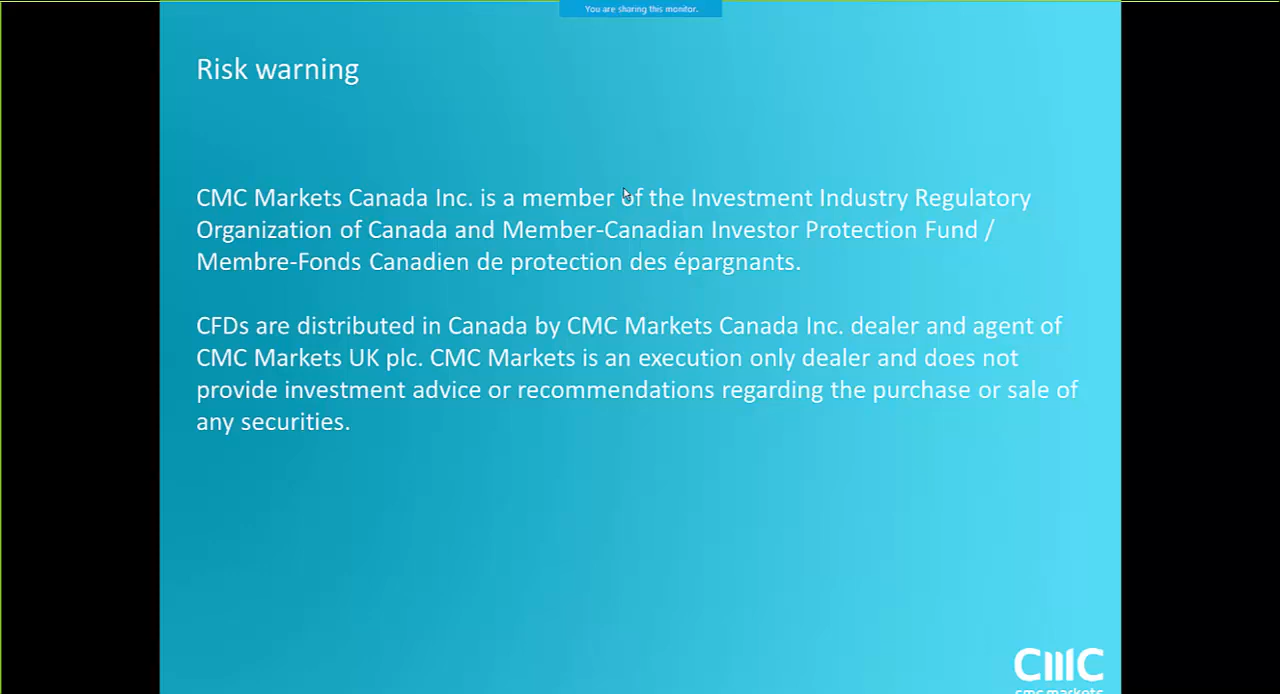 You are sharing this monitor.
Risk warning
CMC Markets Canada Inc. is a member of the Investment Industry Regulatory
Organization of Canada and Member-Canadian Investor Protection Fund /
Membre-Fonds Canadien de protection des épargnants.
CFDs are distributed in Canada by CMC Markets Canada Inc. dealer and agent of
CMC Markets UK plc. CMC Markets is an execution only dealer and does not
provide investment advice or recommendations regarding the purchase or sale of
any securities.
CMC
cmc markets